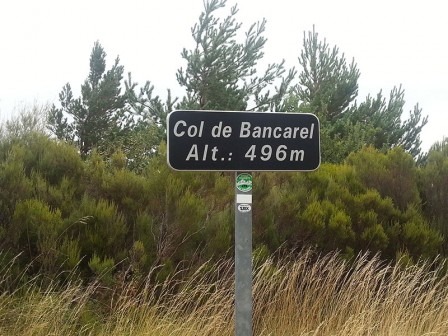 Col de Bancarel
Alt.: 496m